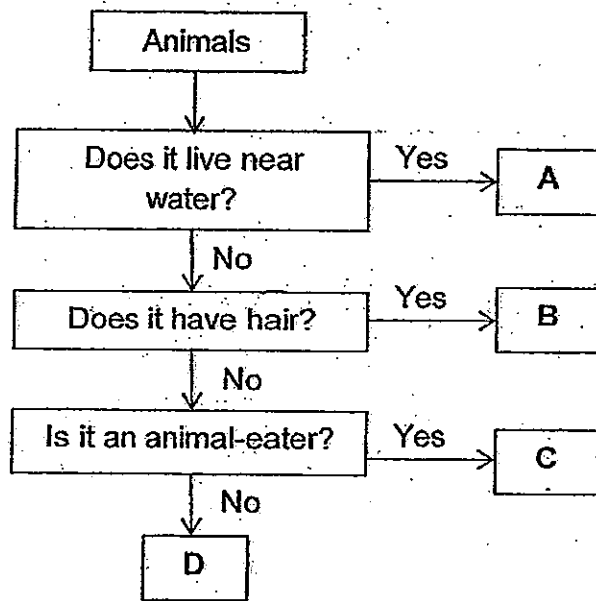 Animals
Does it live near
water?
Yes
A
No
Does it have hair?
Yes
B
No
Is it an animal-eater?
Yes
C
No
D